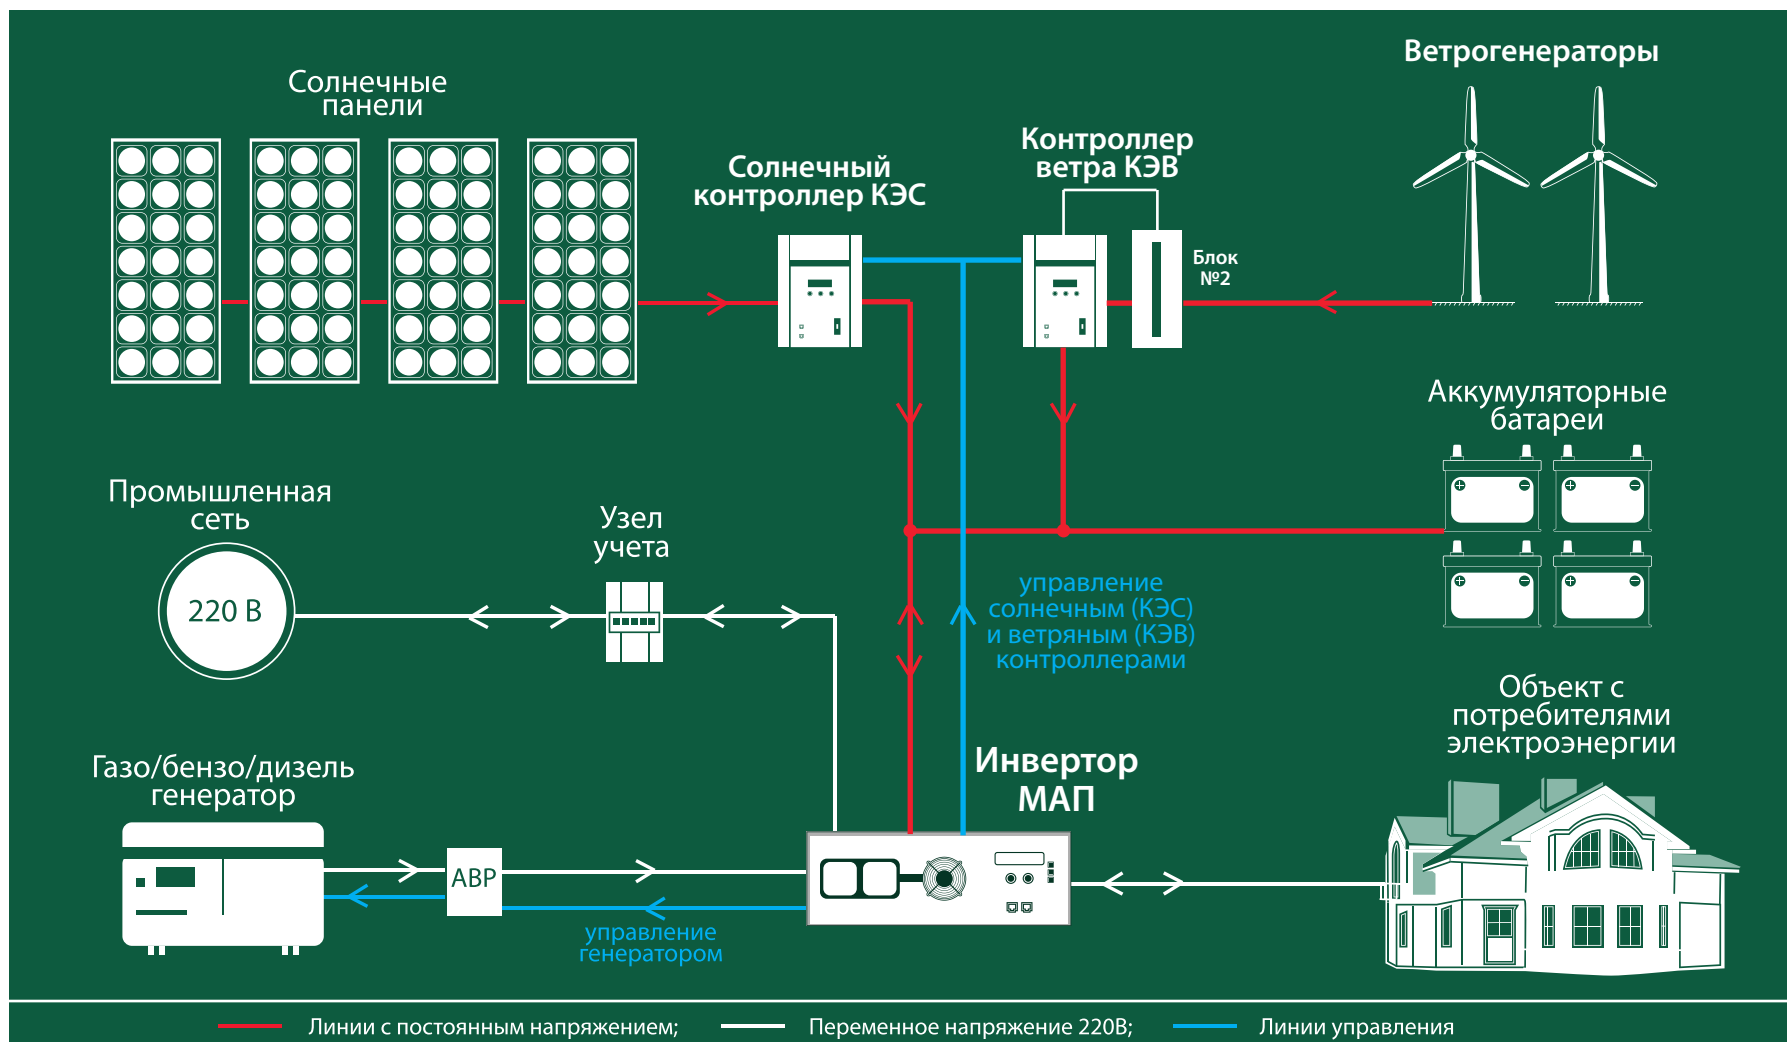 Ветрогенераторы
Солнечные
панели
Контроллер
ветра КЭВ
Солнечный
контроллер КЭС
Блок
№2
Аккумуляторные
батареи
Промышленная
сеть
220 В
Узел
учета
управление
солнечным (КЭС)
и ветряным (КЭВ)
контроллерами
Объект с
потребителями
электроэнергии
Газо/бензо/дизель
генератор
Инвертор
МАП
АВР
управление
генератором
Линии с постоянным напряжением;
Переменное напряжение 220В;
Линии управления